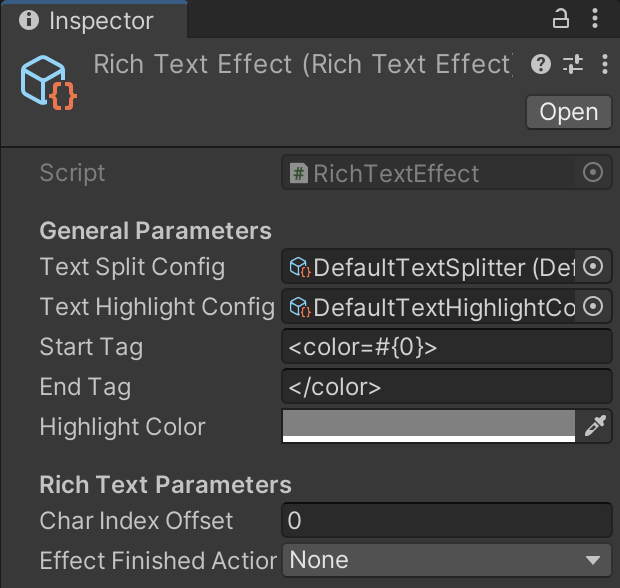 Inspector
Rich Text Effect (Rich Text Effect)
Open
Script # RichTextEffect
General Parameters
Text Split Config {} DefaultTextSplitter (Def
Text Highlight Config {} DefaultTextHighlightCo
Start Tag <color=#{0}>
End Tag </color>
Highlight Color
Rich Text Parameters
Char Index Offset 0
Effect Finished Action None